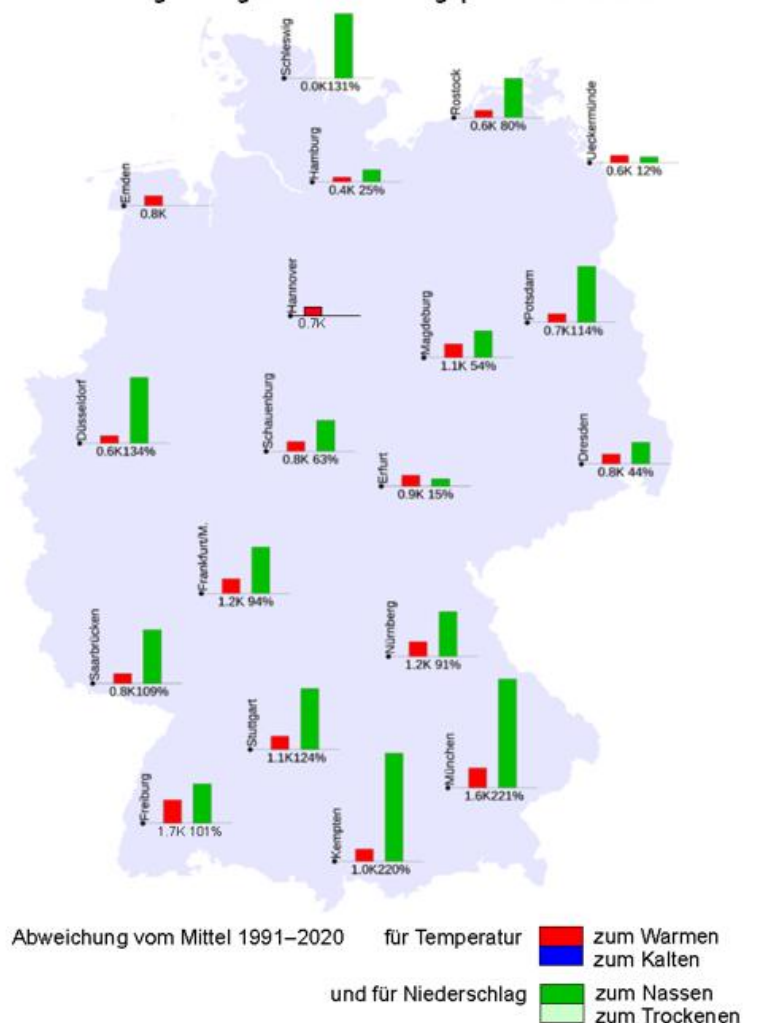 Schleswig
0.0K131%
Rostock
0.6K 80%
Ueckermünde
0.6K 12%
Hamburg
0.4K 25%
Emden
0.8K
Hannover
0.7K
Potsdam
0.7K114%
Magdeburg
1.1K 54%
Düsseldorf
0.6K134%
Schauenburg
0.8K 63%
Dresden
0.8K 44%
Erfurt
0.9K 15%
Frankfurt/M.
1.2K 94%
Nürnberg
1.2K 91%
Saarbrücken
0.8K109%
Stuttgart
1.1K124%
München
1.6K221%
Freiburg
1.7K 101%
Kempten
1.0K220%
Abweichung vom Mittel 1991–2020 für Temperatur zum Warmen
zum Kalten
und für Niederschlag zum Nassen
zum Trockenen